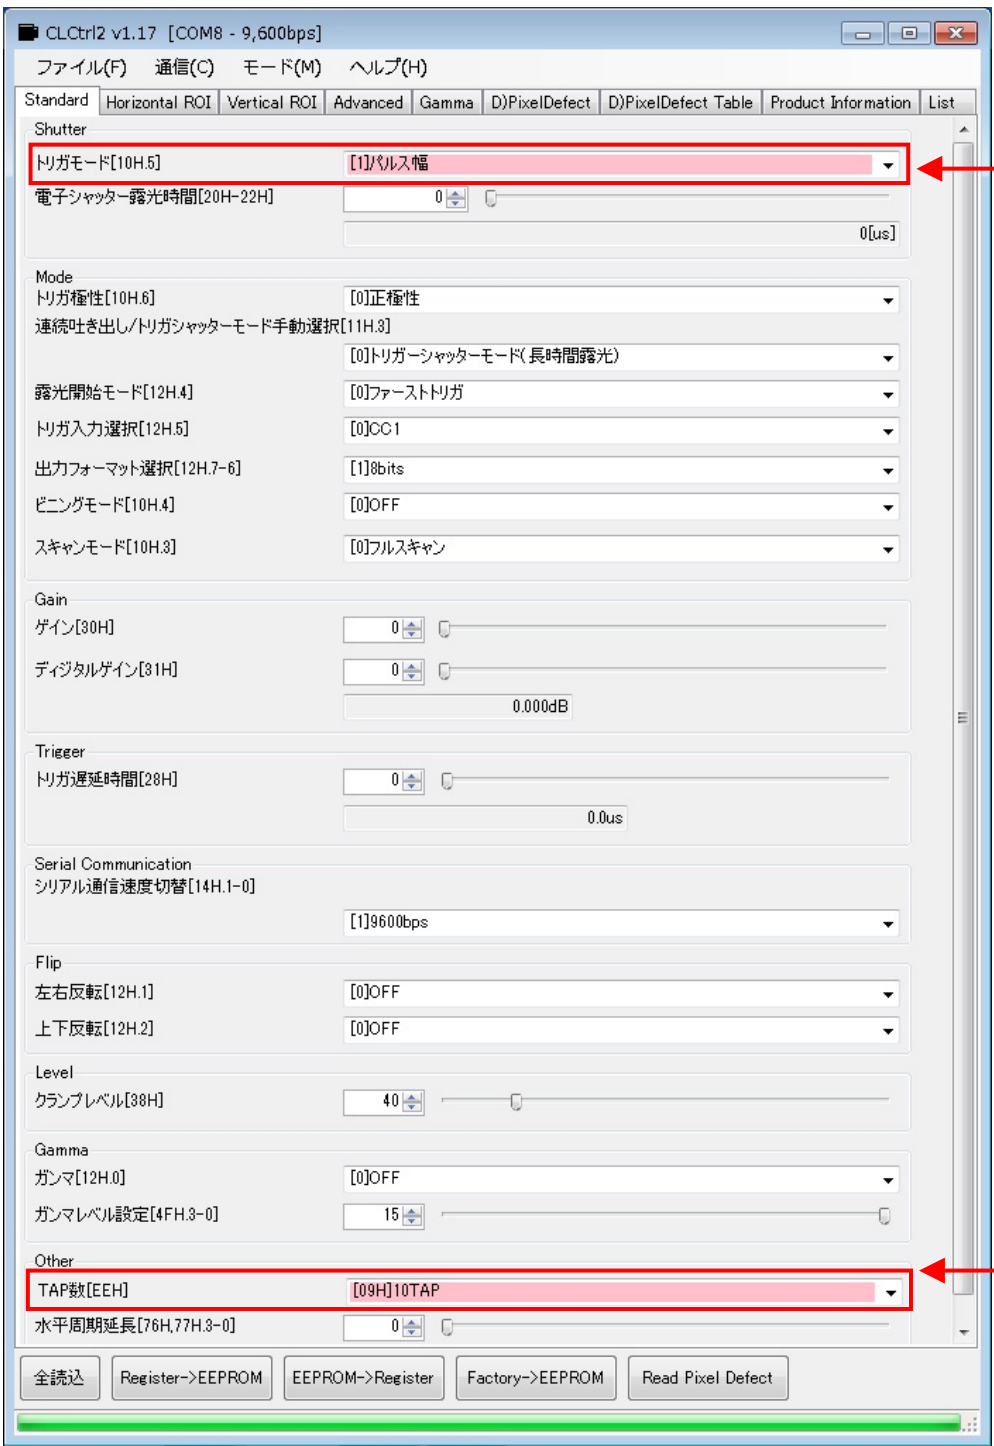 CLCtrl2 v1.17 [COM8 - 9,600bps]
ファイル(F) 通信(C) モード(M) ヘルプ(H)
Standard Horizontal ROI Vertical ROI Advanced Gamma D)PixelDefect D)PixelDefect Table Product Information List
Shutter
トリガモード[10H.5] [1]パルス幅
電子シャッター露光時間[20H-22H] 0
0[us]
Mode
トリガ極性[10H.6] [0]正極性
連続吐き出し/トリガシャッターモード手動選択[11H.3]
[0]トリガーシャッターモード(長時間露光)
露光開始モード[12H.4] [0]ファーストトリガ
トリガ入力選択[12H.5] [0]CC1
出力フォーマット選択[12H.7-6] [1]8bits
ビニングモード[10H.4] [0]OFF
スキャンモード[10H.3] [0]フルスキャン
Gain
ゲイン[30H] 0
ディジタルゲイン[31H] 0
0.000dB
Trigger
トリガ遅延時間[28H] 0
0.0us
Serial Communication
シリアル通信速度切替[14H.1-0]
[1]9600bps
Flip
左右反転[12H.1] [0]OFF
上下反転[12H.2] [0]OFF
Level
クランプレベル[38H] 40
Gamma
ガンマ[12H.0] [0]OFF
ガンマレベル設定[4FH.3-0] 15
Other
TAP数[EEH] [09H]10TAP
水平周期延長[76H,77H.3-0] 0
全読込 Register->EEPROM EEPROM->Register Factory->EEPROM Read Pixel Defect